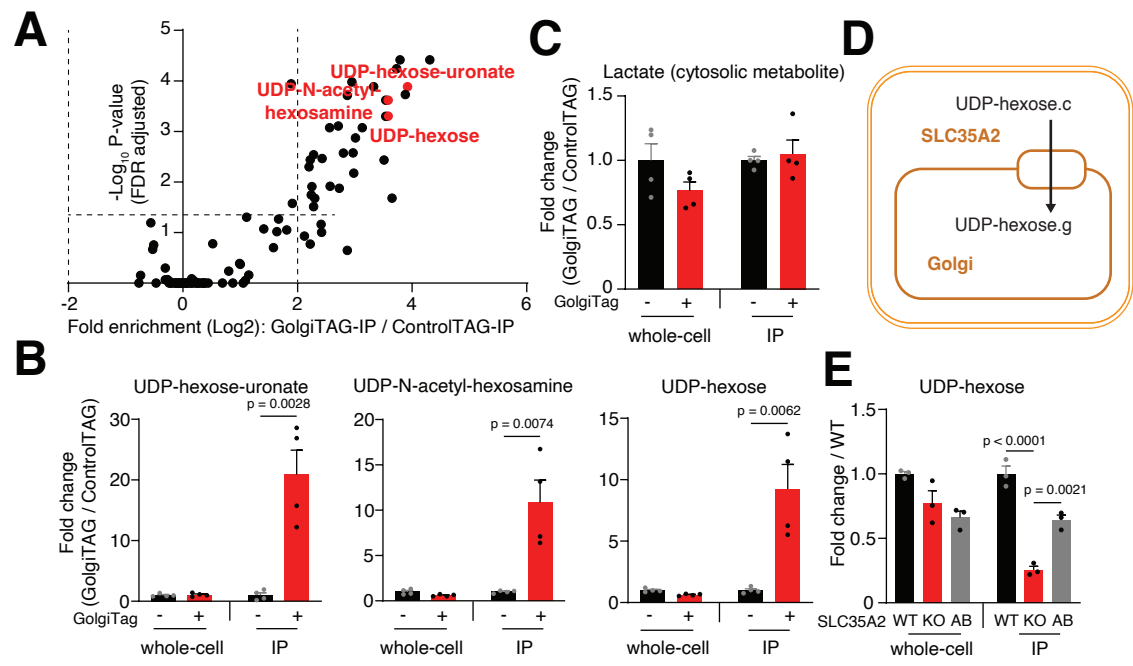 A
5
4
3
2
1
-Log10 P-value
(FDR adjusted)
UDP-hexose-uronate
UDP-N-acetyl-
hexosamine
UDP-hexose
-2
0
2
4
6
Fold enrichment (Log2): GolgiTAG-IP / ControlTAG-IP
C
Lactate (cytosolic metabolite)
1.5
1.0
0.5
0
Fold change
(GolgiTAG / ControlTAG)
GolgiTag
-
+
-
+
whole-cell
IP
D
UDP-hexose.c
SLC35A2
UDP-hexose.g
Golgi
B
Fold change
(GolgiTAG / ControlTAG)
UDP-hexose-uronate
p = 0.0028
30
20
10
0
GolgiTag
-
+
-
+
whole-cell
IP
UDP-N-acetyl-hexosamine
p = 0.0074
20
15
10
5
0
-
+
-
+
whole-cell
IP
UDP-hexose
p = 0.0062
15
10
5
0
-
+
-
+
whole-cell
IP
E
UDP-hexose
1.5
1.0
0.5
0
Fold change / WT
p < 0.0001
p = 0.0021
SLC35A2 WT KO AB WT KO AB
whole-cell
IP